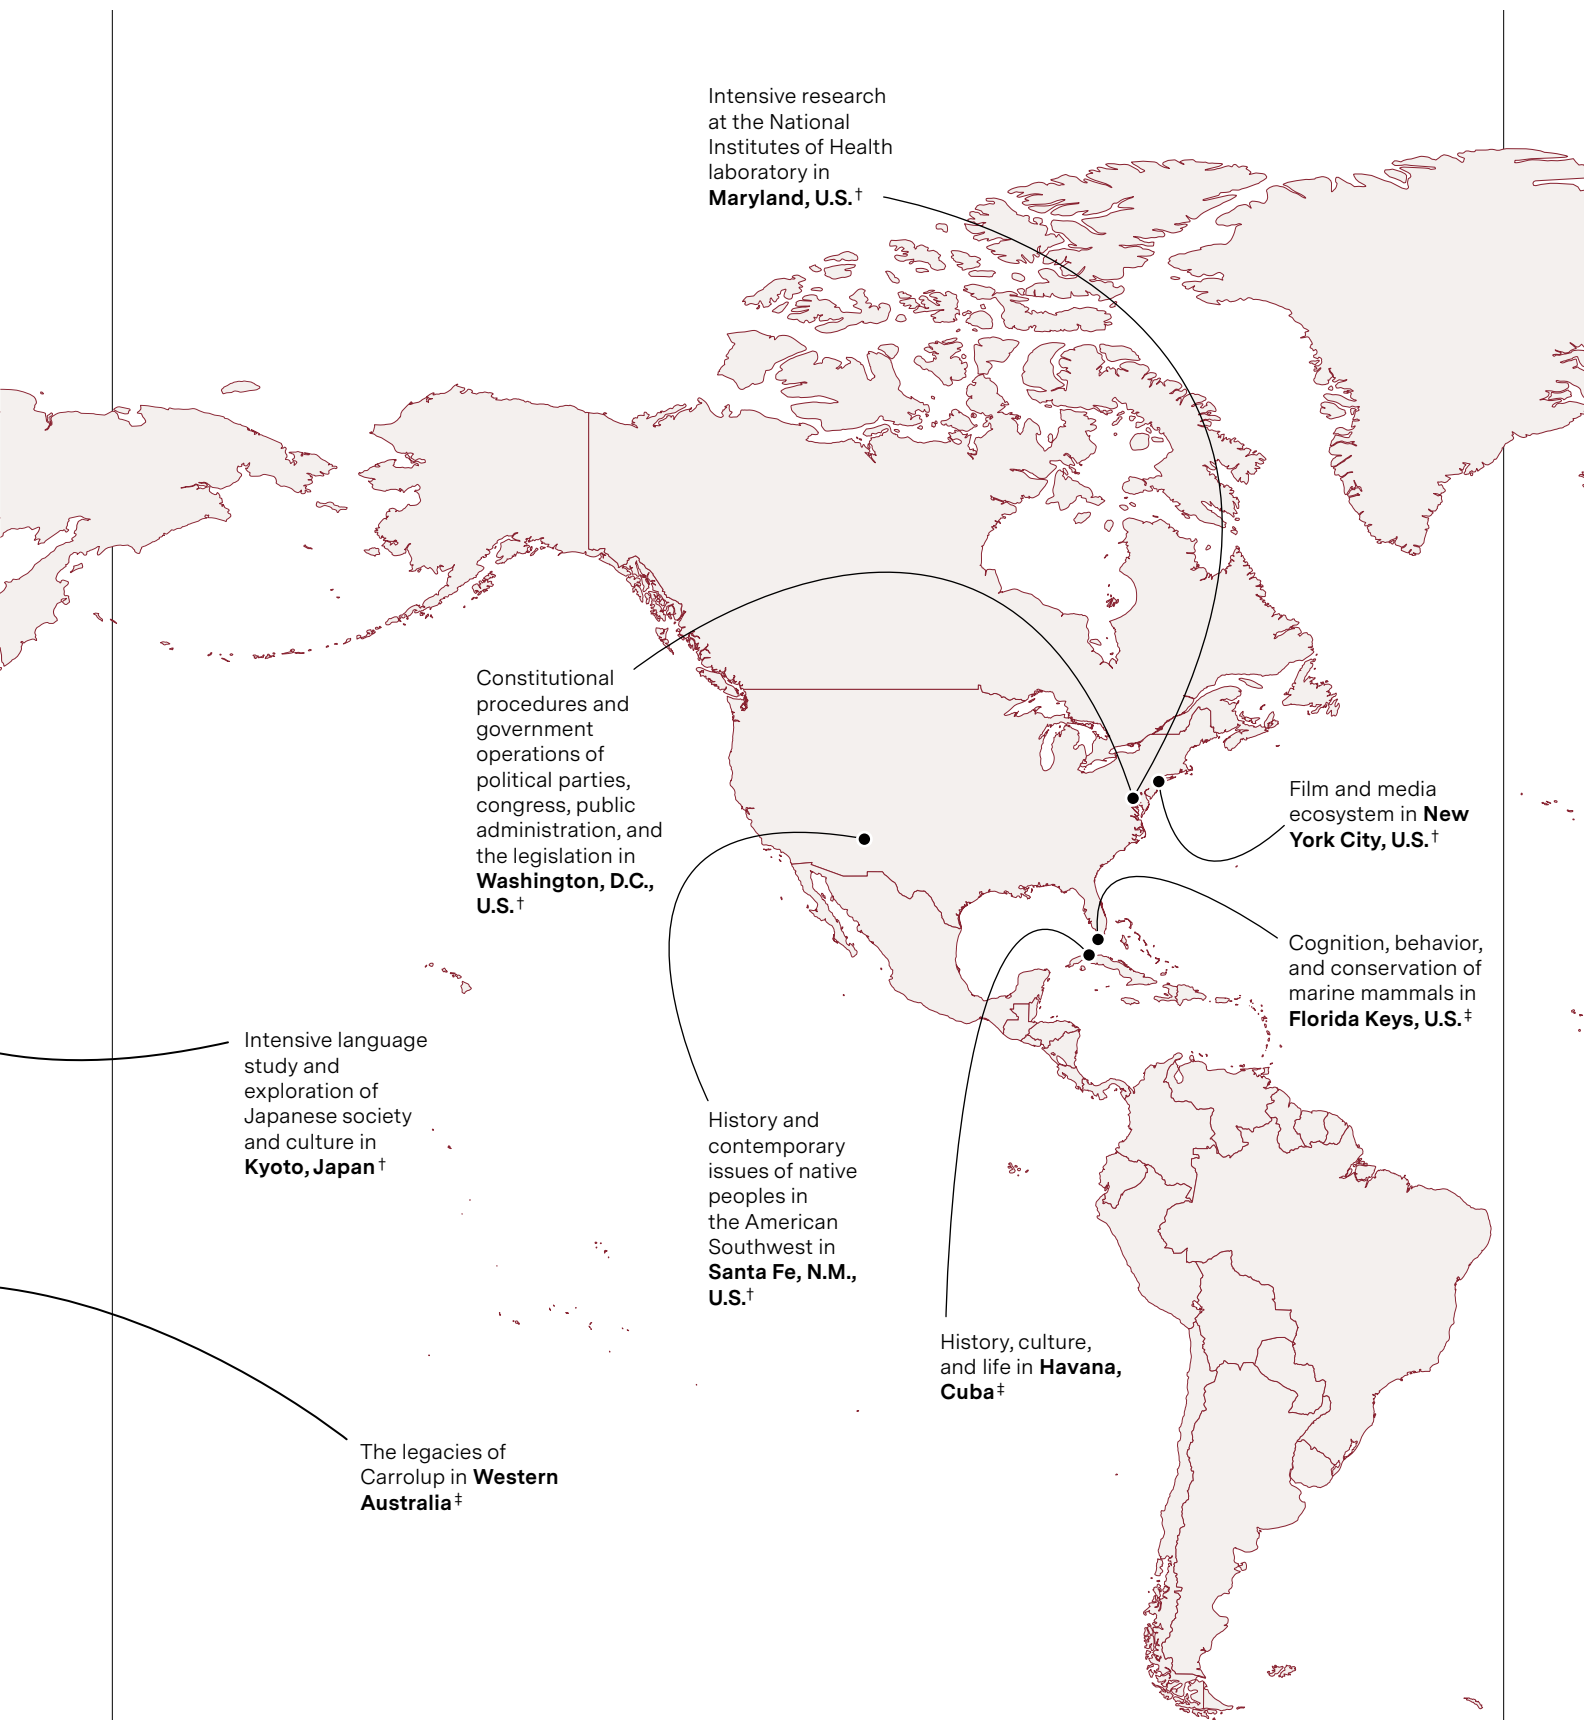 Intensive research
at the National
Institutes of Health
laboratory in
Maryland, U.S.†
Constitutional
procedures and
government
operations of
political parties,
congress, public
administration, and
the legislation in
Washington, D.C.,
U.S.†
Film and media
ecosystem in New
York City, U.S.†
Cognition, behavior,
and conservation of
marine mammals in
Florida Keys, U.S.‡
Intensive language
study and
exploration of
Japanese society
and culture in
Kyoto, Japan†
History and
contemporary
issues of native
peoples in
the American
Southwest in
Santa Fe, N.M.,
U.S.†
History, culture,
and life in Havana,
Cuba‡
The legacies of
Carrolup in Western
Australia‡